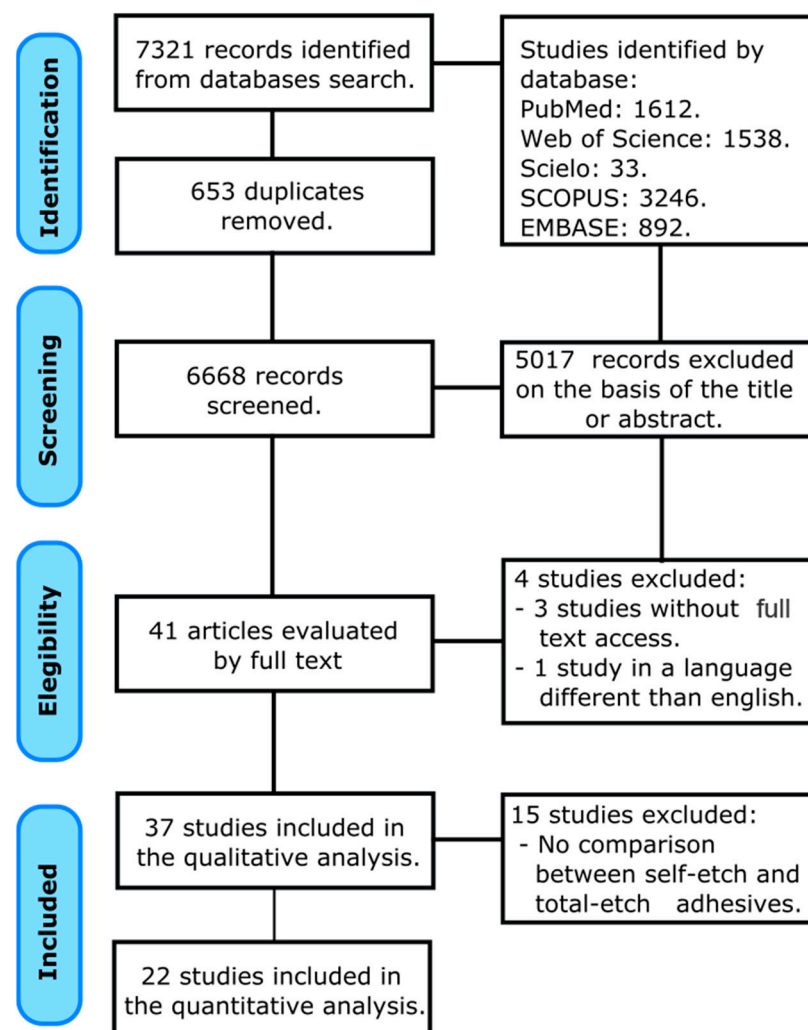 Identification
7321 records identified
from databases search.
Studies identified by
database:
PubMed: 1612.
Web of Science: 1538.
Scielo: 33.
SCOPUS: 3246.
EMBASE: 892.
653 duplicates
removed.
Screening
6668 records
screened.
5017 records excluded
on the basis of the title
or abstract.
Elegibility
41 articles evaluated
by full text
4 studies excluded:
- 3 studies without full
text access.
- 1 study in a language
different than english.
Included
37 studies included in
the qualitative analysis.
15 studies excluded:
- No comparison
between self-etch and
total-etch adhesives.
22 studies included in
the quantitative analysis.